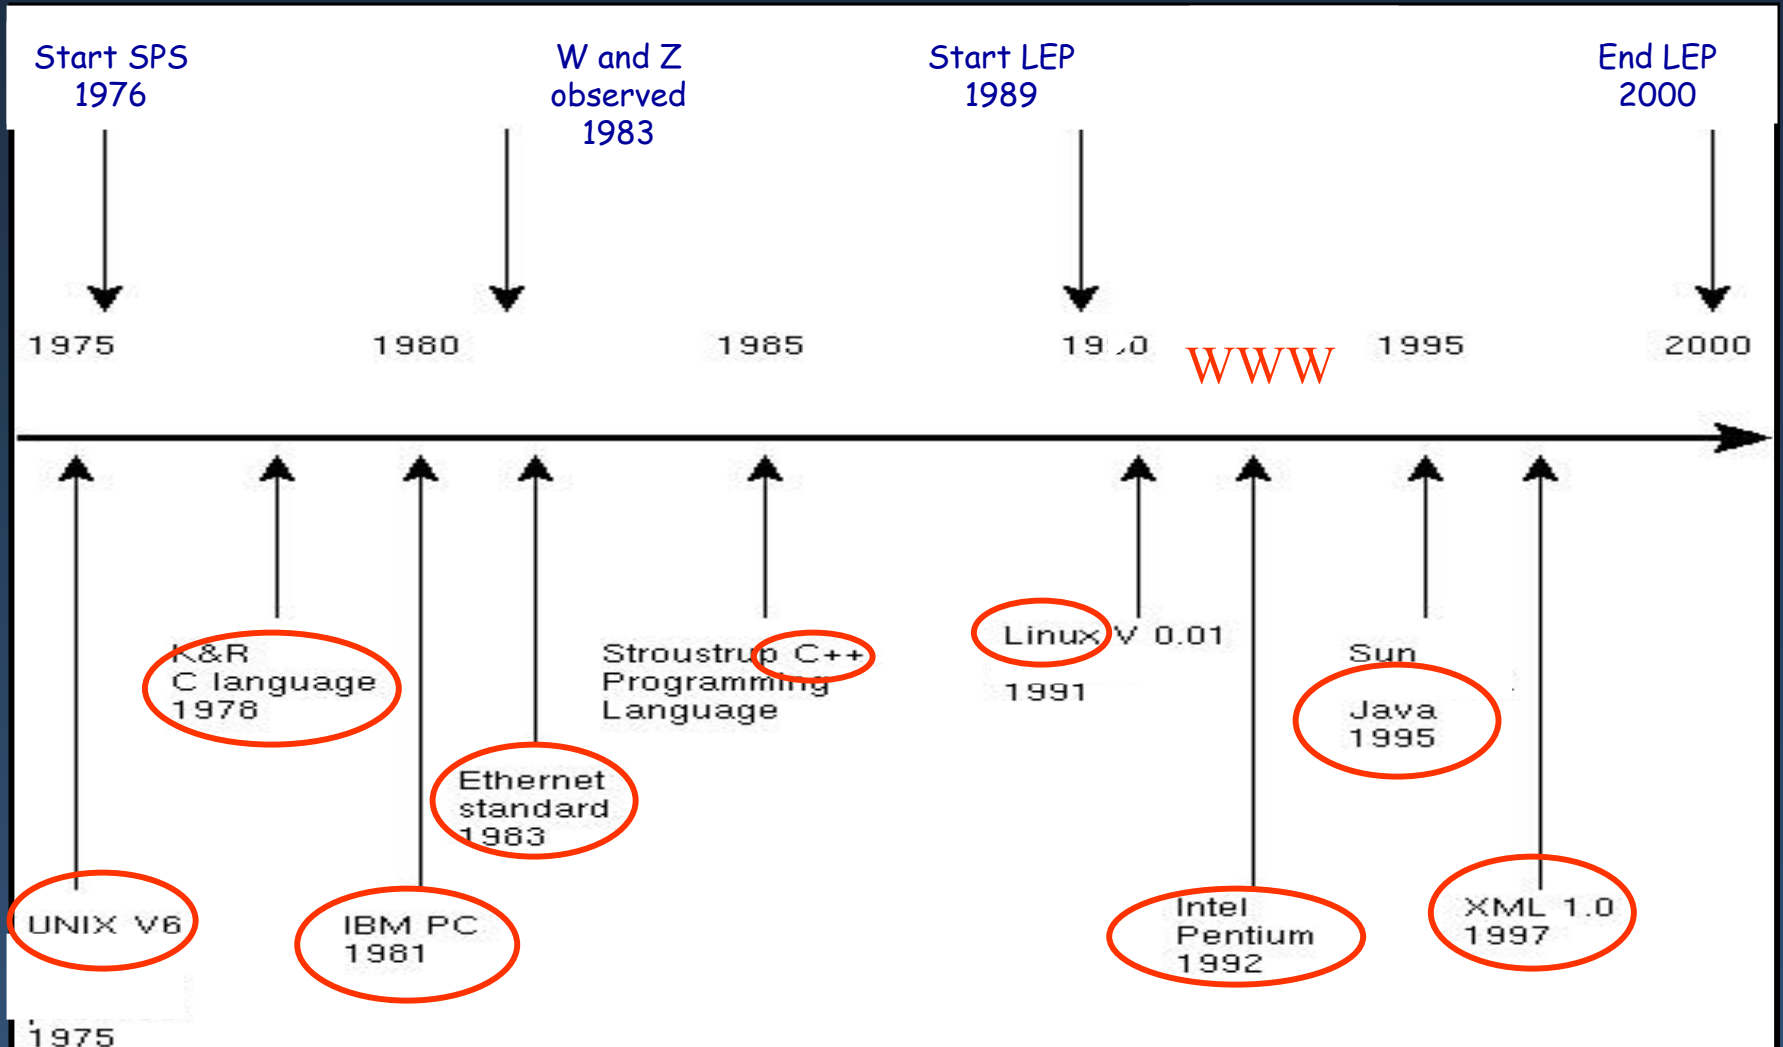 Start SPS
1976
W and Z
observed
1983
Start LEP
1989
End LEP
2000
1975
1980
1985
1995
2000
WWW
K&R
C language
1978
Stroustrup C++
Programming
Language
Linux V 0.01
1991
Sun
Java
1995
Ethernet
standard
1983
UNIX V6
IBM PC
1981
Intel
Pentium
1992
XML 1.0
1997
1975